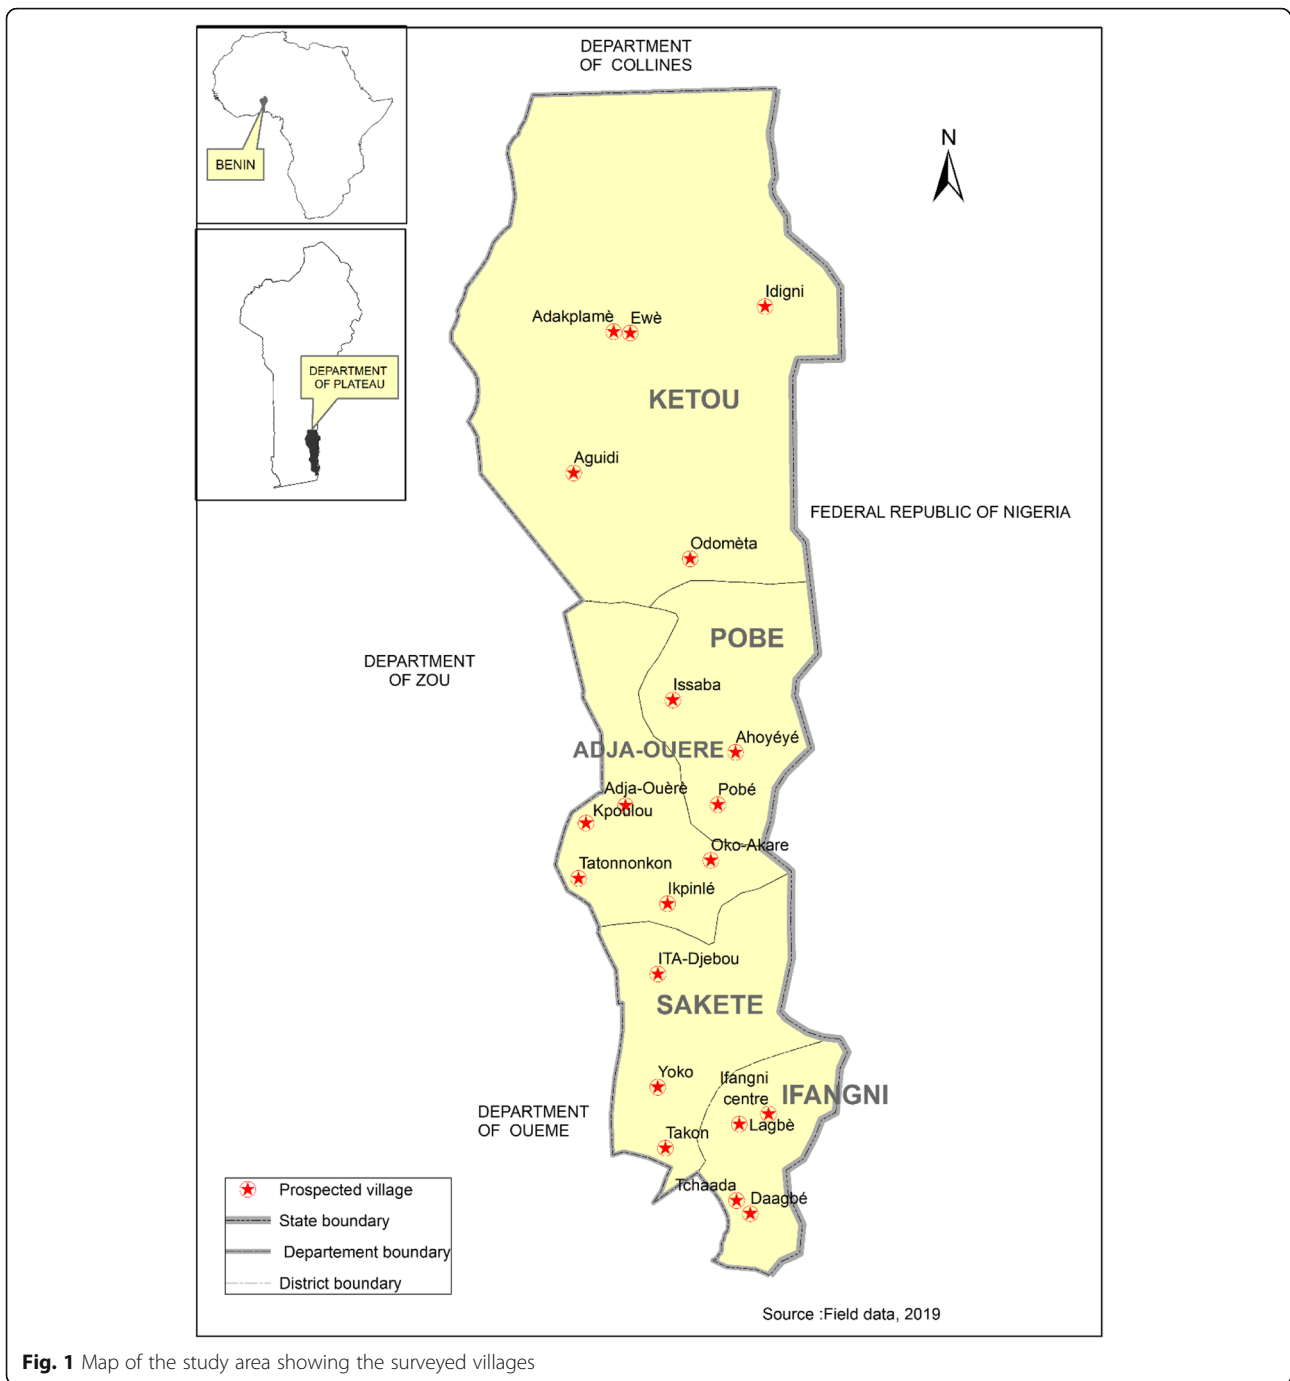 DEPARTMENT
OF COLLINES
BENIN
N
DEPARTMENT
OF PLATEAU
Idigni
Adakplamè
Ewè
KETOU
Aguidi
FEDERAL REPUBLIC OF NIGERIA
Odomèta
POBE
DEPARTMENT
OF ZOU
Issaba
Ahoyéyé
ADJA-OUERE
Adja-Ouèrè
Pobé
Kpoulou
Oko-Akare
Tatonnonkon
Ikpinlé
ITA-Djebou
SAKETE
Yoko
Ifangni
centre
IFANGNI
DEPARTMENT
OF OUEME
Lagbè
Takon
Tchaada
Daagbé
Prospected village
State boundary
Departement boundary
District boundary
Source :Field data, 2019
Fig. 1 Map of the study area showing the surveyed villages